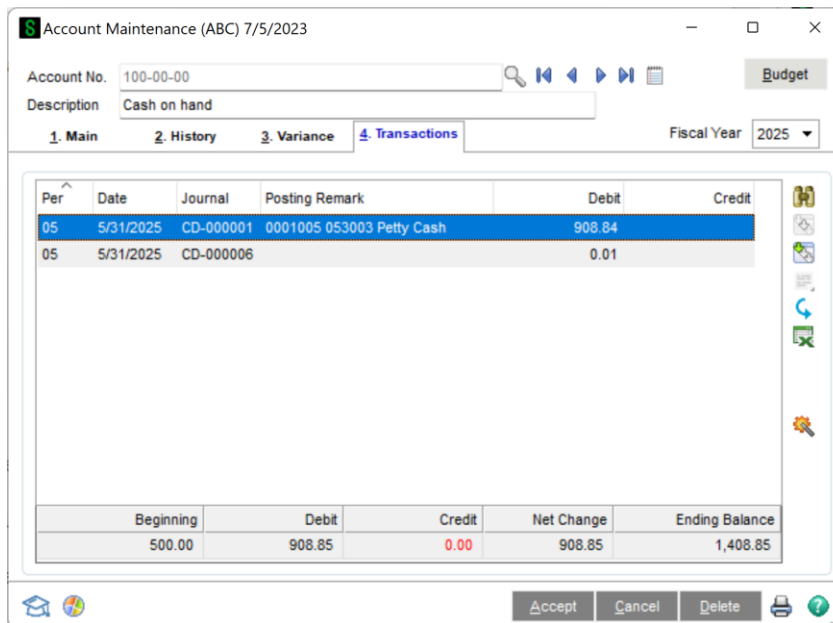 Account Maintenance (ABC) 7/5/2023
Account No. 100-00-00 Budget
Description Cash on hand
1. Main 2. History 3. Variance 4. Transactions Fiscal Year 2025
Per Date Journal Posting Remark Debit Credit
05 5/31/2025 CD-000001 0001005 053003 Petty Cash 908.84
05 5/31/2025 CD-000006 0.01
Beginning Debit Credit Net Change Ending Balance
500.00 908.85 0.00 908.85 1,408.85
Accept Cancel Delete